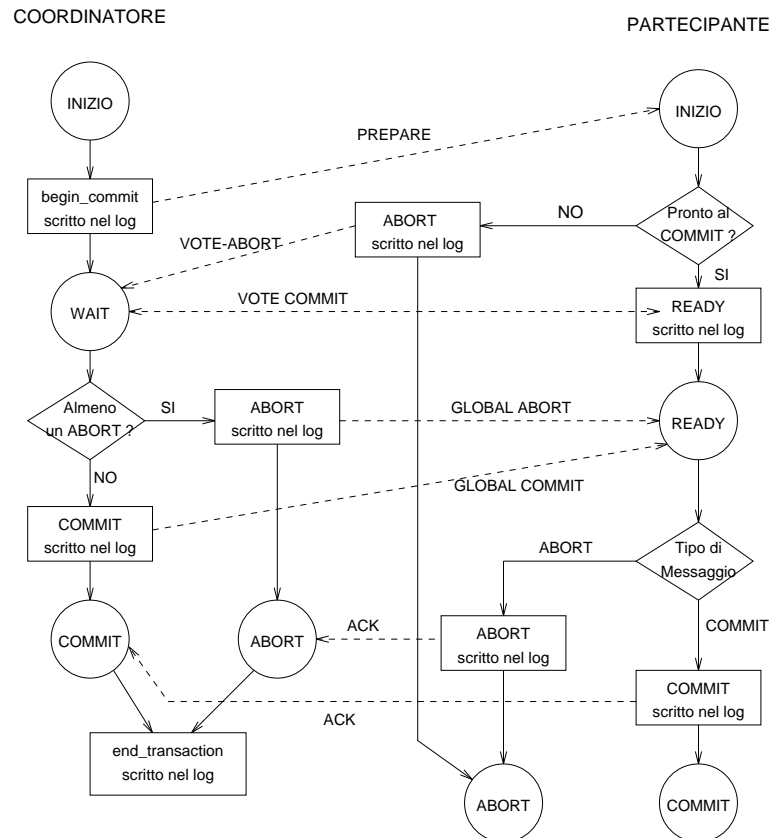 COORDINATORE
PARTECIPANTE
INIZIO
INIZIO
PREPARE
begin_commit
scritto nel log
ABORT
scritto nel log
NO
Pronto al
COMMIT ?
VOTE-ABORT
SI
WAIT
VOTE COMMIT
READY
scritto nel log
Almeno
un ABORT ?
SI
ABORT
scritto nel log
GLOBAL ABORT
READY
NO
GLOBAL COMMIT
COMMIT
scritto nel log
ABORT
Tipo di
Messaggio
COMMIT
ABORT
ACK
ABORT
scritto nel log
COMMIT
ACK
COMMIT
scritto nel log
end_transaction
scritto nel log
ABORT
COMMIT